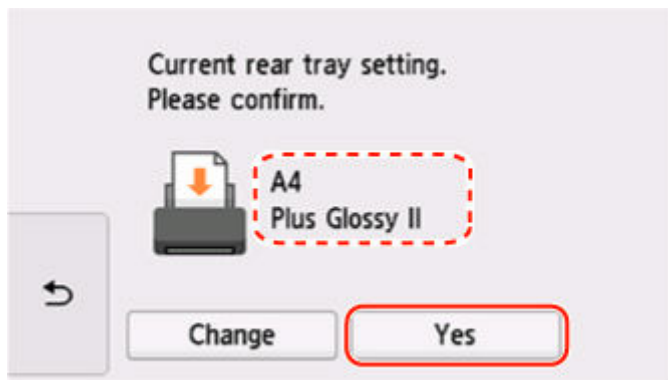 Current rear tray setting.
Please confirm.
A4
Plus Glossy II
Change
Yes